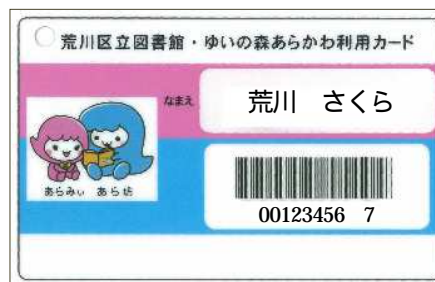 荒川区立図書館・ゆいの森あらかわ利用カード
なまえ
荒川 さくら
あらみぃ あら坊
00123456 7